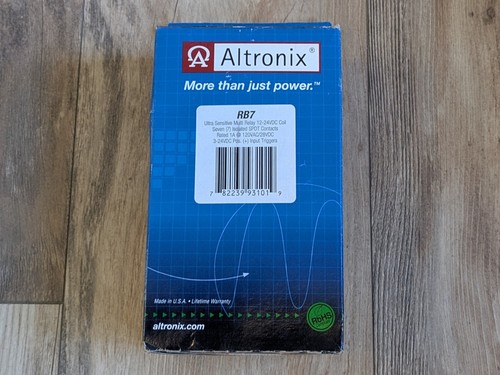 Altronix®
More than just power.™
RB7
Ultra Sensitive Multi Relay 12-24VDC Coil
Seven (7) Isolated SPDT Contacts
Rated 1A @ 120VAC/28VDC
3-24VDC Pos. (+) Input Triggers
7 82239 93101 9
Made in U.S.A. • Lifetime Warranty
altronix.com
RoHS